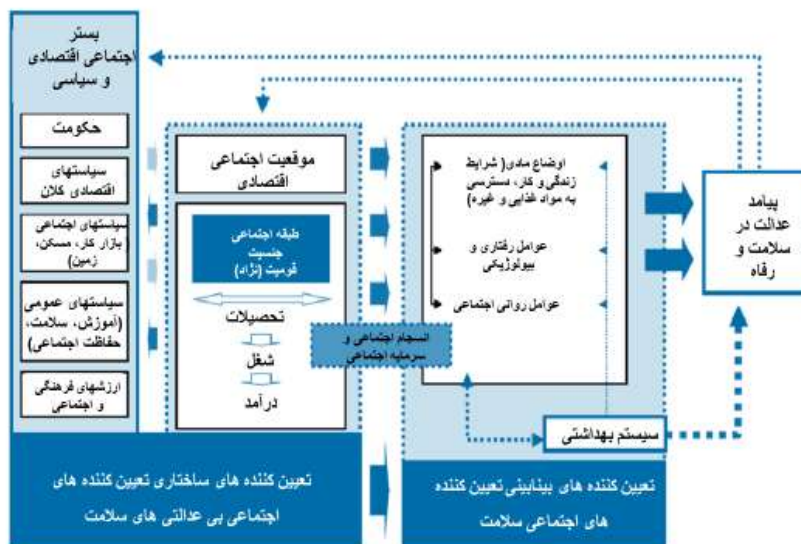 بستر
اجتماعی اقتصادی
و سیاسی
حکومت
سیاستهای
اقتصادی کلان
سیاستهای اجتماعی
بازار کار، مسکن،
زمین)
سیاستهای عمومی
(آموزش، سلامت،
حفاظت اجتماعی)
ارزشهای فرهنگی
و اجتماعی
موقعیت اجتماعی
اقتصادی
طبقه اجتماعی
جنسیت
قومیت (نژاد)
تحصیلات
شغل
درآمد
انسجام اجتماعی و
سرمایه اجتماعی
اوضاع مادی( شرایط
زندگی و کار، دسترسی
به مواد غذایی و غیره)
عوامل رفتاری و
بیولوژیکی
عوامل روانی اجتماعی
سیستم بهداشتی
پیامد
عدالت در
سلامت و
رفاه
تعیین کننده های ساختاری تعیین کننده های
اجتماعی بی عدالتی های سلامت
تعیین کننده های بینابینی تعیین کننده
های اجتماعی سلامت